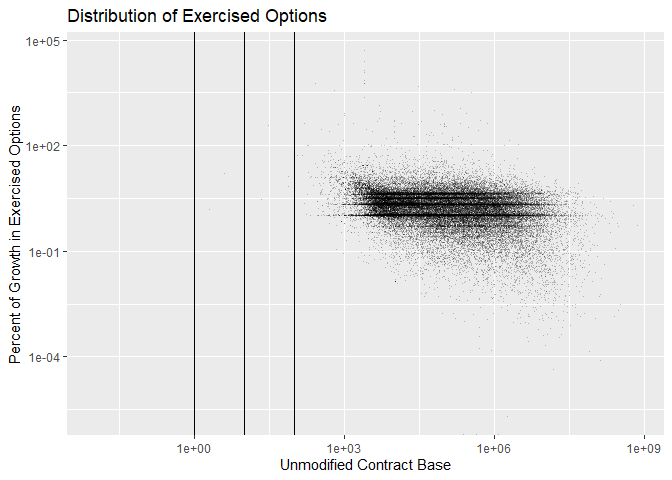 Distribution of Exercised Options
Percent of Growth in Exercised Options
1e+05
1e+02
1e-01
1e-04
1e+00 1e+03 1e+06 1e+09
Unmodified Contract Base